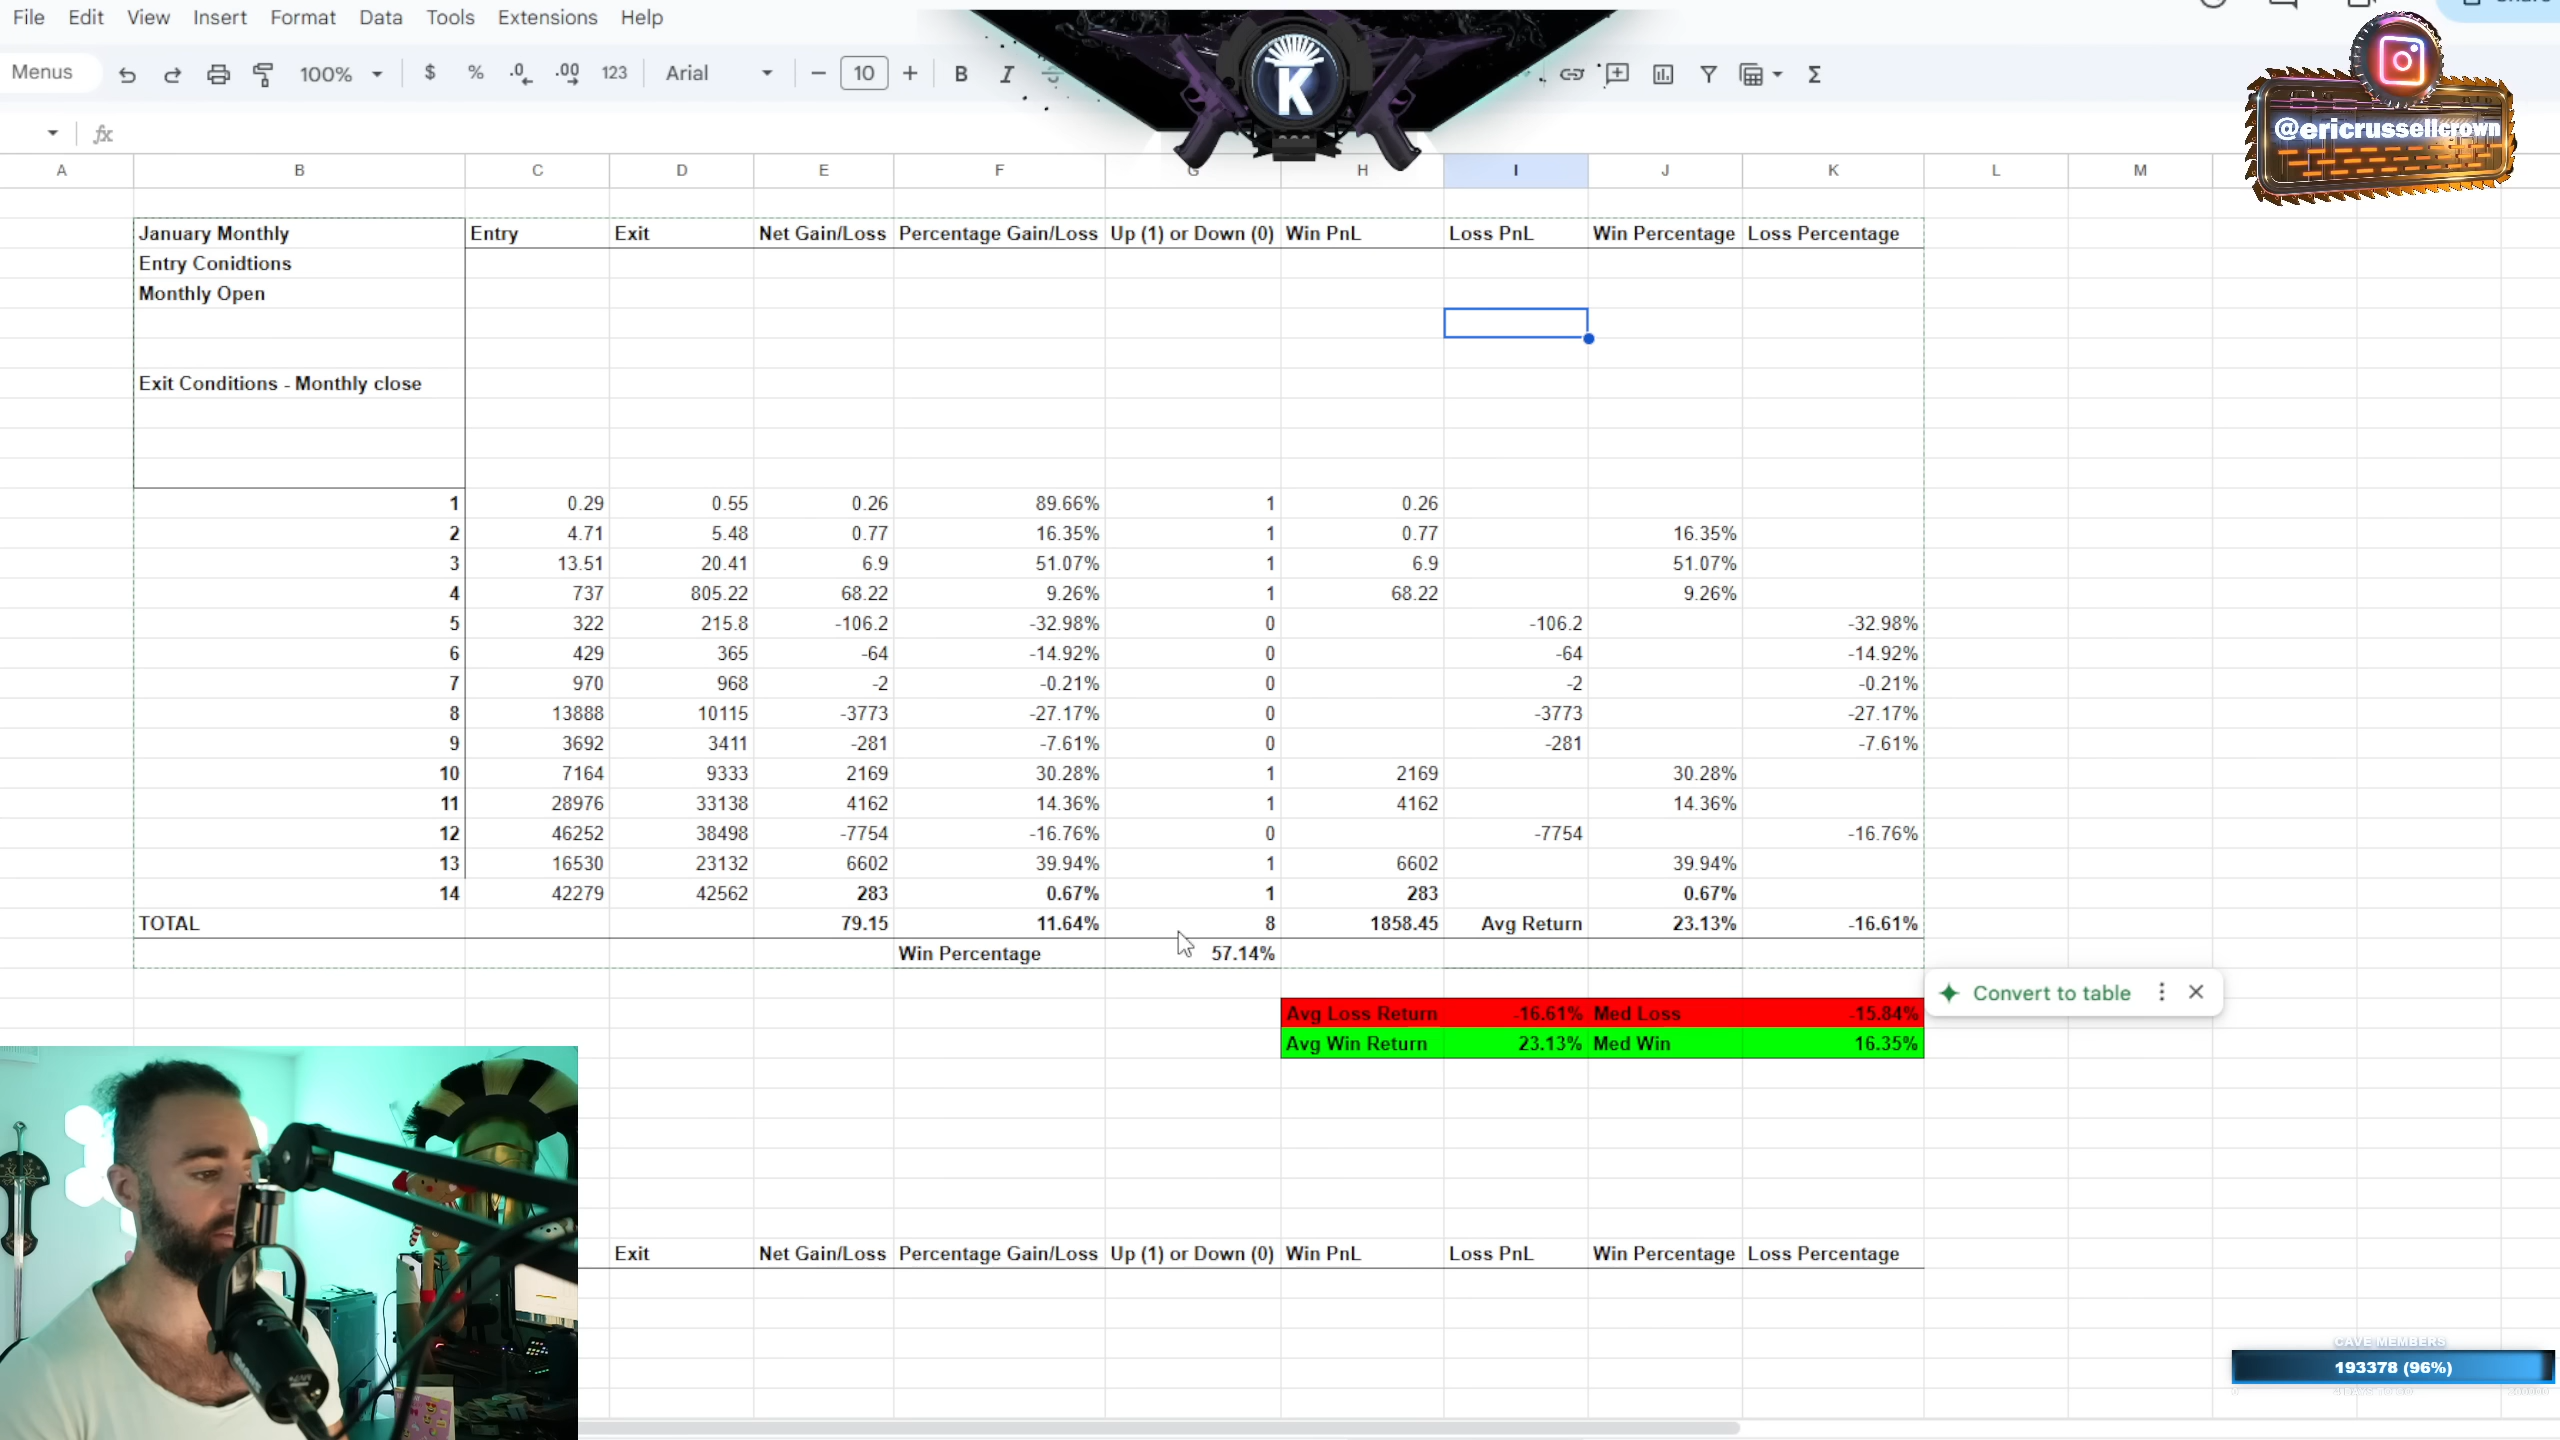 File Edit View Insert Format Data Tools Extensions Help
Menus 100% $ % .0 .00 123 Arial 10 B I Σ
fx
K
@ericrussellcrown
A B C D E F G H I J K L M
January Monthly Entry Exit Net Gain/Loss Percentage Gain/Loss Up (1) or Down (0) Win PnL Loss PnL Win Percentage Loss Percentage
Entry Conidtions
Monthly Open
Exit Conditions - Monthly close
1 0.29 0.55 0.26 89.66% 1 0.26
2 4.71 5.48 0.77 16.35% 1 0.77 16.35%
3 13.51 20.41 6.9 51.07% 1 6.9 51.07%
4 737 805.22 68.22 9.26% 1 68.22 9.26%
5 322 215.8 -106.2 -32.98% 0 -106.2 -32.98%
6 429 365 -64 -14.92% 0 -64 -14.92%
7 970 968 -2 -0.21% 0 -2 -0.21%
8 13888 10115 -3773 -27.17% 0 -3773 -27.17%
9 3692 3411 -281 -7.61% 0 -281 -7.61%
10 7164 9333 2169 30.28% 1 2169 30.28%
11 28976 33138 4162 14.36% 1 4162 14.36%
12 46252 38498 -7754 -16.76% 0 -7754 -16.76%
13 16530 23132 6602 39.94% 1 6602 39.94%
14 42279 42562 283 0.67% 1 283 0.67%
TOTAL 79.15 11.64% 8 1858.45 Avg Return 23.13% -16.61%
Win Percentage 57.14%
Convert to table
Avg Loss Return -16.61% Med Loss -15.84%
Avg Win Return 23.13% Med Win 16.35%
Exit Net Gain/Loss Percentage Gain/Loss Up (1) or Down (0) Win PnL Loss PnL Win Percentage Loss Percentage
CAVE MEMBERS
193378 (96%)